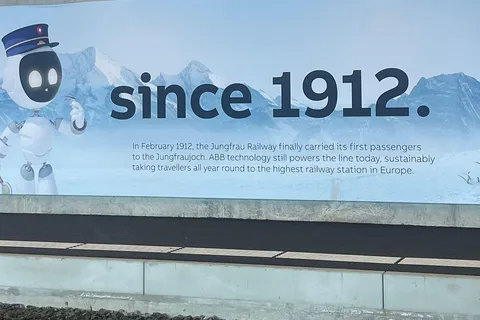 since 1912.
In February 1912, the Jungfrau Railway finally carried its first passengers
to the Jungfraujoch. ABB technology still powers the line today, sustainably
taking travellers all year round to the highest railway station in Europe.